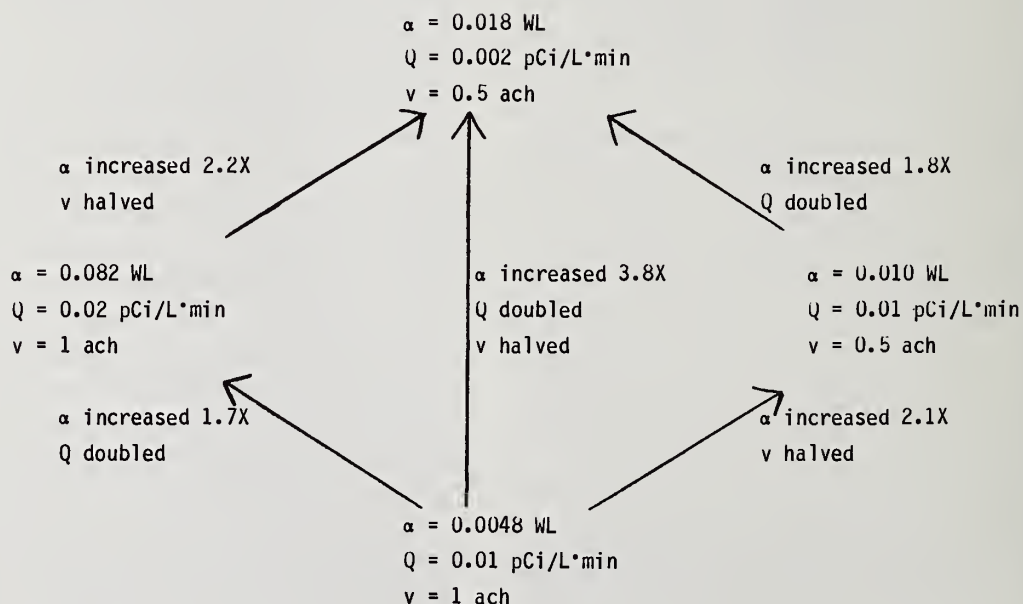 α = 0.018 WL
Q = 0.002 pCi/L•min
v = 0.5 ach
α increased 2.2X
v halved
α increased 1.8X
Q doubled
α = 0.082 WL
Q = 0.02 pCi/L•min
v = 1 ach
α increased 3.8X
Q doubled
v halved
α = 0.010 WL
Q = 0.01 pCi/L•min
v = 0.5 ach
α increased 1.7X
Q doubled
α increased 2.1X
v halved
α = 0.0048 WL
Q = 0.01 pCi/L•min
v = 1 ach